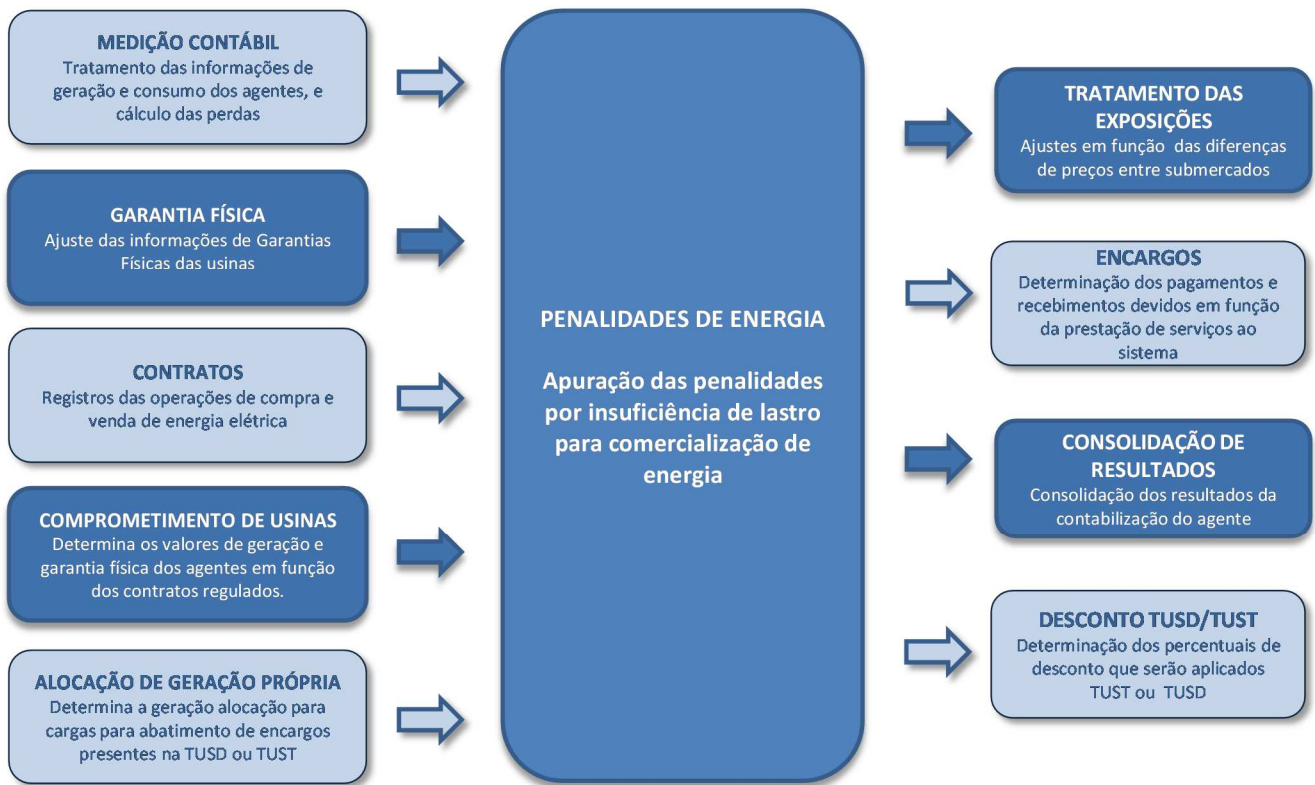 MEDIÇÃO CONTÁBIL
Tratamento das informações de
geração e consumo dos agentes, e
cálculo das perdas
GARANTIA FÍSICA
Ajuste das informações de Garantias
Físicas das usinas
CONTRATOS
Registros das operações de compra e
venda de energia elétrica
COMPROMETIMENTO DE USINAS
Determina os valores de geração e
garantia física dos agentes em função
dos contratos regulados.
ALOCAÇÃO DE GERAÇÃO PRÓPRIA
Determina a geração alocação para
cargas para abatimento de encargos
presentes na TUSD ou TUST
PENALIDADES DE ENERGIA
Apuração das penalidades
por insuficiência de lastro
para comercialização de
energia
TRATAMENTO DAS
EXPOSIÇÕES
Ajustes em função das diferenças
de preços entre submercados
ENCARGOS
Determinação dos pagamentos e
recebimentos devidos em função
da prestação de serviços ao
sistema
CONSOLIDAÇÃO DE
RESULTADOS
Consolidação dos resultados da
contabilização do agente
DESCONTO TUSD/TUST
Determinação dos percentuais de
desconto que serão aplicados
TUST ou TUSD